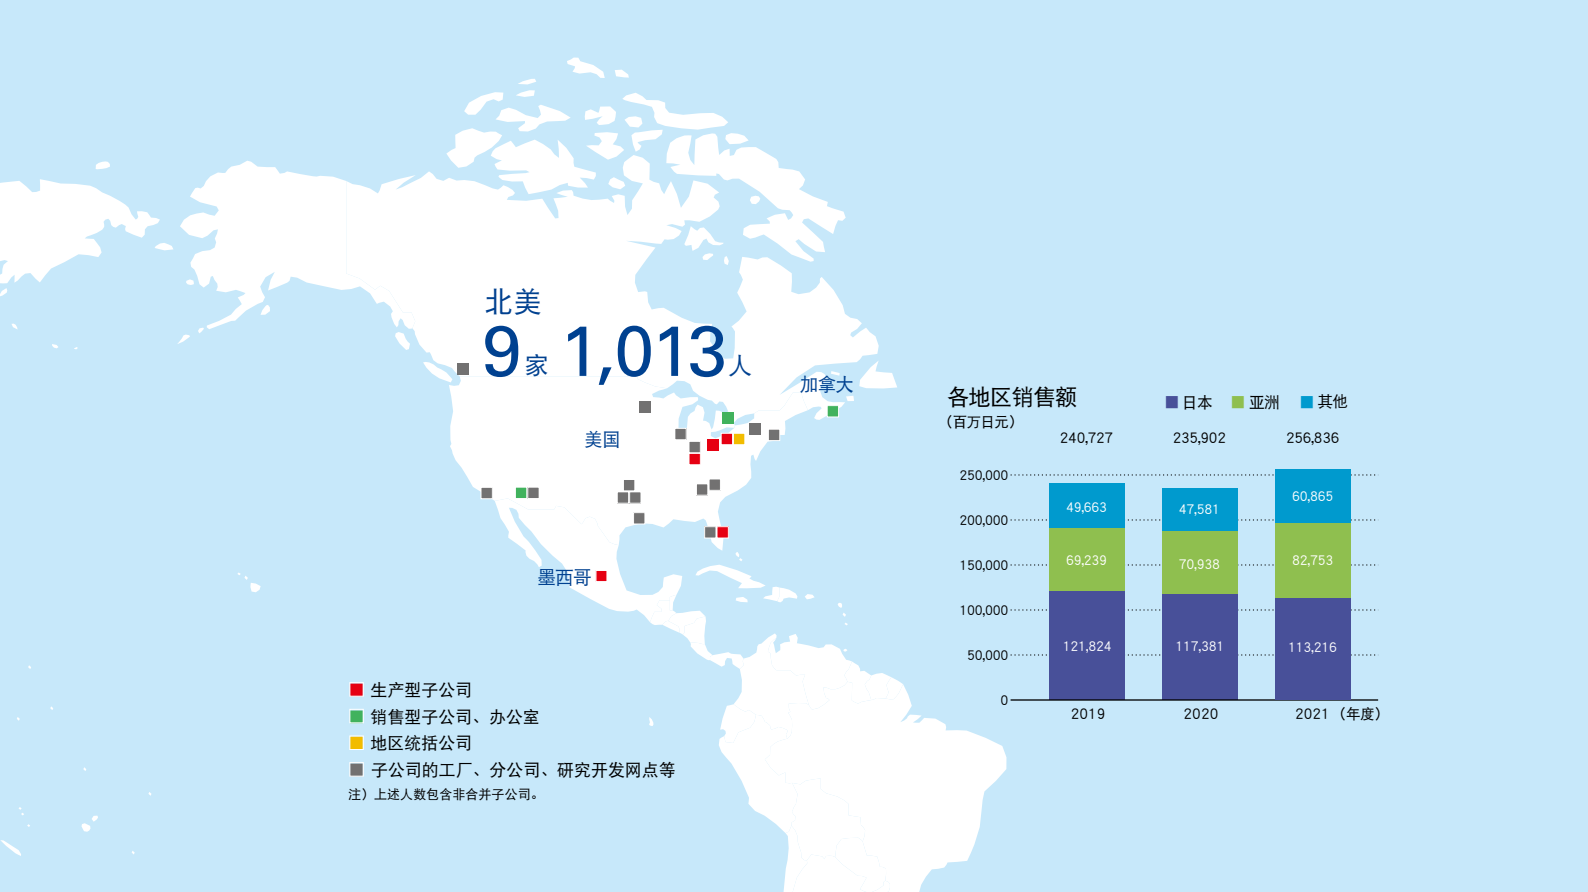 北美
9家 1,013人
加拿大
美国
墨西哥
生产型子公司
销售型子公司、办公室
地区统括公司
子公司的工厂、分公司、研究开发网点等
注）上述人数包含非合并子公司。
各地区销售额
（百万日元）
日本 亚洲 其他
240,727 235,902 256,836
250,000
200,000
150,000
100,000
50,000
0
49,663 47,581 60,865
69,239 70,938 82,753
121,824 117,381 113,216
2019 2020 2021（年度）